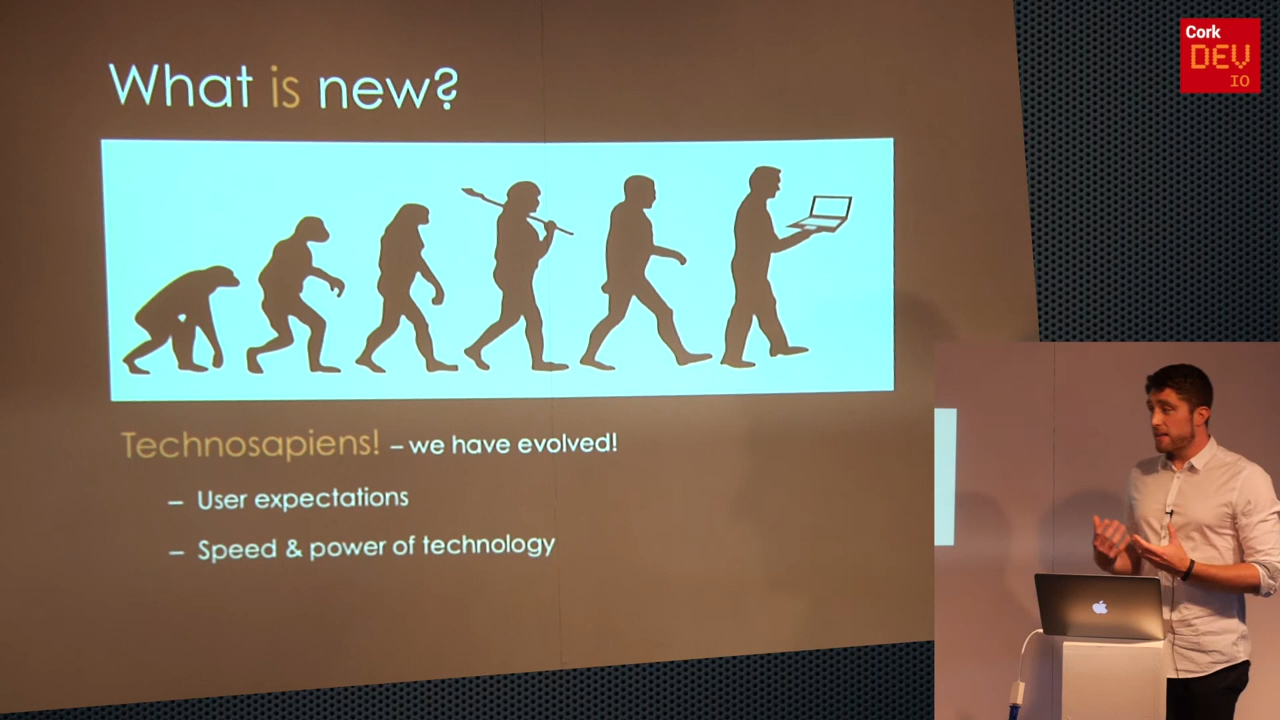 What is new?
Cork
DEV
IO
Technosapiens! – we have evolved!
– User expectations
– Speed & power of technology